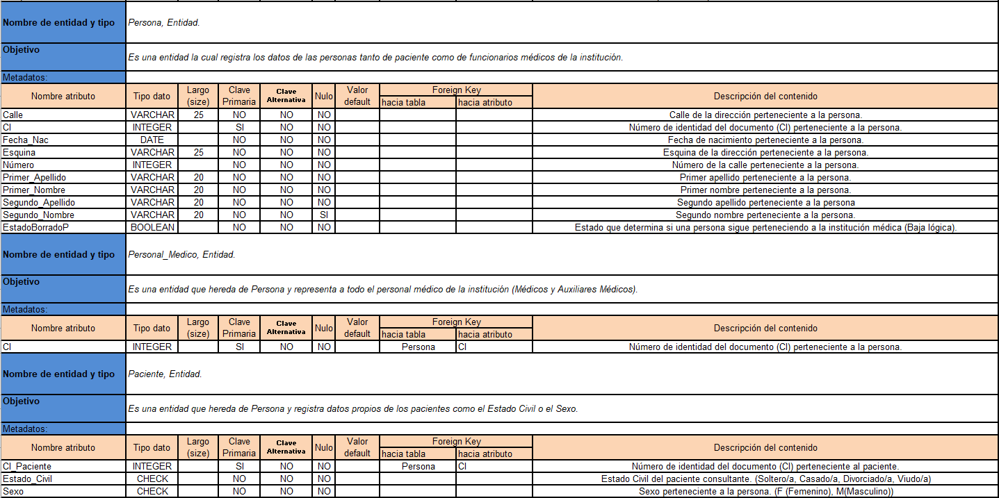 Nombre de entidad y tipo Persona, Entidad.
Objetivo
Es una entidad la cual registra los datos de las personas tanto de paciente como de funcionarios médicos de la institución.
Metadatos:
Nombre atributo Tipo dato Largo (size) Clave Primaria Clave Alternativa Nulo Valor default Foreign Key hacia tabla hacia atributo Descripción del contenido
Calle VARCHAR 25 NO NO NO Calle de la dirección perteneciente a la persona.
CI INTEGER SI NO NO Número de identidad del documento (CI) perteneciente a la persona.
Fecha_Nac DATE NO NO NO Fecha de nacimiento perteneciente a la persona.
Esquina VARCHAR 25 NO NO NO Esquina de la dirección perteneciente a la persona.
Número INTEGER NO NO NO Número de la calle perteneciente a la persona.
Primer_Apellido VARCHAR 20 NO NO NO Primer apellido perteneciente a la persona.
Primer_Nombre VARCHAR 20 NO NO NO Primer nombre perteneciente a la persona.
Segundo_Apellido VARCHAR 20 NO NO NO Segundo apellido perteneciente a la persona
Segundo_Nombre VARCHAR 20 NO NO SI Segundo nombre perteneciente a la persona.
EstadoBorradoP BOOLEAN NO NO NO Estado que determina si una persona sigue perteneciendo a la institución médica (Baja lógica).
Nombre de entidad y tipo Personal_Medico, Entidad.
Objetivo
Es una entidad que hereda de Persona y representa a todo el personal médico de la institución (Médicos y Auxiliares Médicos).
Metadatos:
Nombre atributo Tipo dato Largo (size) Clave Primaria Clave Alternativa Nulo Valor default Foreign Key hacia tabla hacia atributo Descripción del contenido
CI INTEGER SI NO NO Persona CI Número de identidad del documento (CI) perteneciente a la persona.
Nombre de entidad y tipo Paciente, Entidad.
Objetivo
Es una entidad que hereda de Persona y registra datos propios de los pacientes como el Estado Civil o el Sexo.
Metadatos:
Nombre atributo Tipo dato Largo (size) Clave Primaria Clave Alternativa Nulo Valor default Foreign Key hacia tabla hacia atributo Descripción del contenido
CI_Paciente INTEGER SI NO NO Persona CI Número de identidad del documento (CI) perteneciente al paciente.
Estado_Civil CHECK NO NO NO Estado Civil del paciente consultante. (Soltero/a, Casado/a, Divorciado/a, Viudo/a)
Sexo CHECK NO NO NO Sexo perteneciente a la persona. (F (Femenino), M(Masculino))